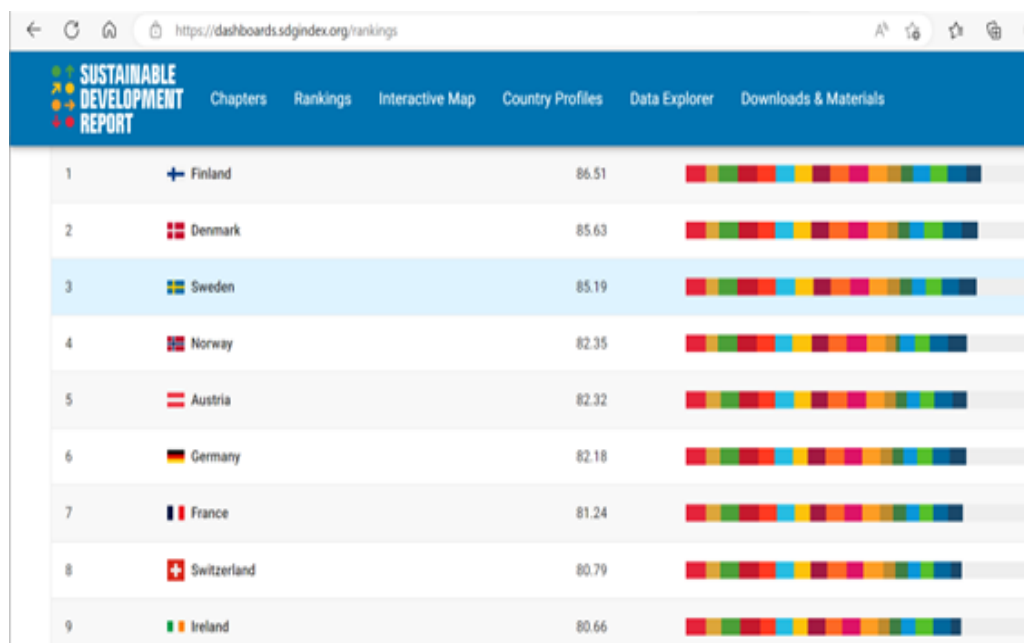 https://dashboards.sdgindex.org/rankings
SUSTAINABLE
DEVELOPMENT
REPORT
Chapters Rankings Interactive Map Country Profiles Data Explorer Downloads & Materials
1 Finland 86.51
2 Denmark 85.63
3 Sweden 85.19
4 Norway 82.35
5 Austria 82.32
6 Germany 82.18
7 France 81.24
8 Switzerland 80.79
9 Ireland 80.66